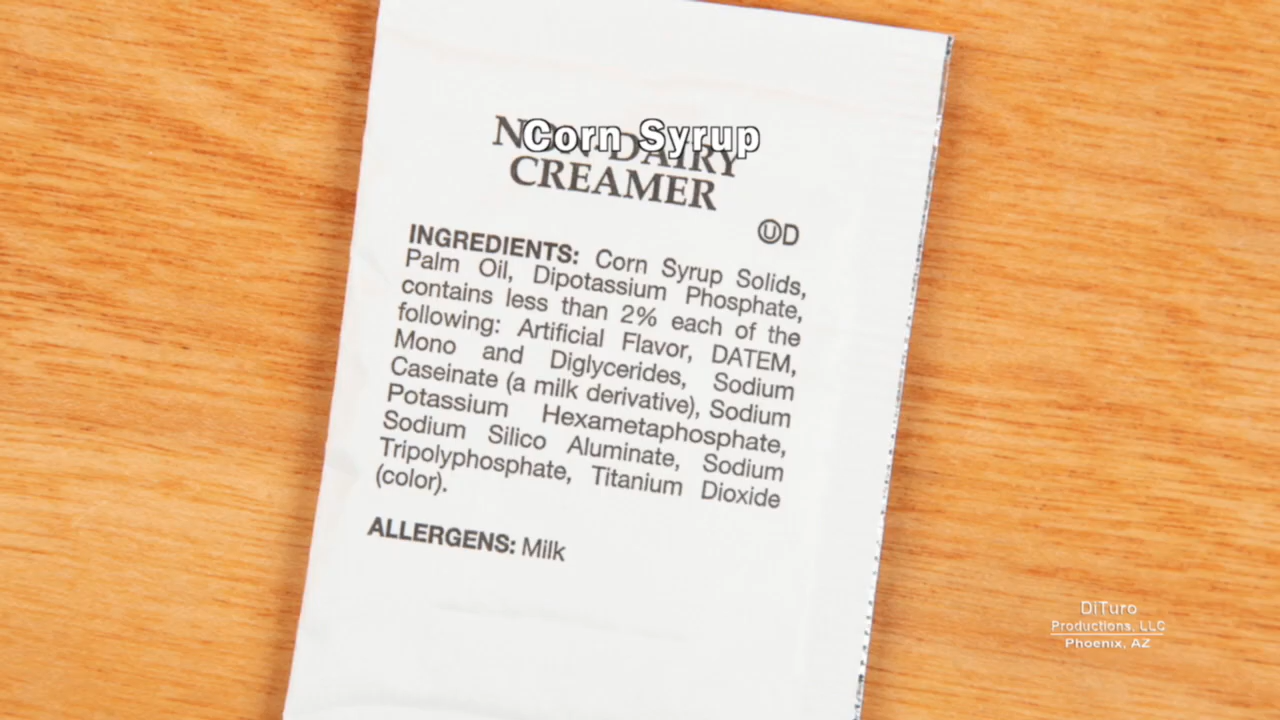 Corn Syrup
NON-DAIRY
CREAMER
ⓊD
INGREDIENTS: Corn Syrup Solids,
Palm Oil, Dipotassium Phosphate,
contains less than 2% each of the
following: Artificial Flavor, DATEM,
Mono and Diglycerides, Sodium
Caseinate (a milk derivative), Sodium
Potassium Hexametaphosphate,
Sodium Silico Aluminate, Sodium
Tripolyphosphate, Titanium Dioxide
(color).
ALLERGENS: Milk
DiTuro
Productions, LLC
Phoenix, AZ